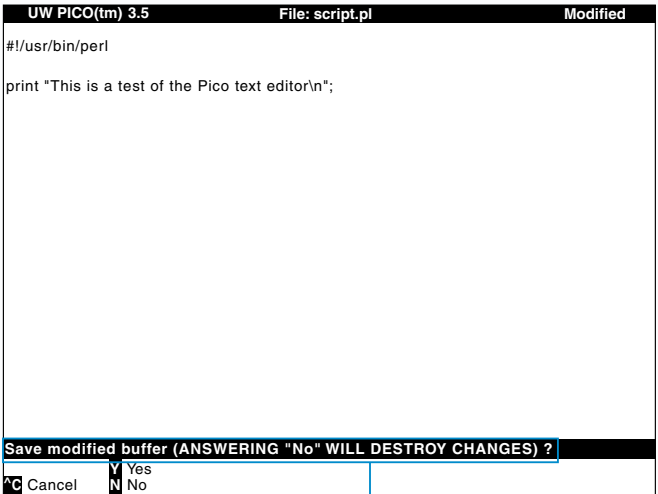 UW PICO(tm) 3.5 File: script.pl Modified
#!/usr/bin/perl
print "This is a test of the Pico text editor\n";
Save modified buffer (ANSWERING "No" WILL DESTROY CHANGES) ?
Y Yes
^C Cancel N No